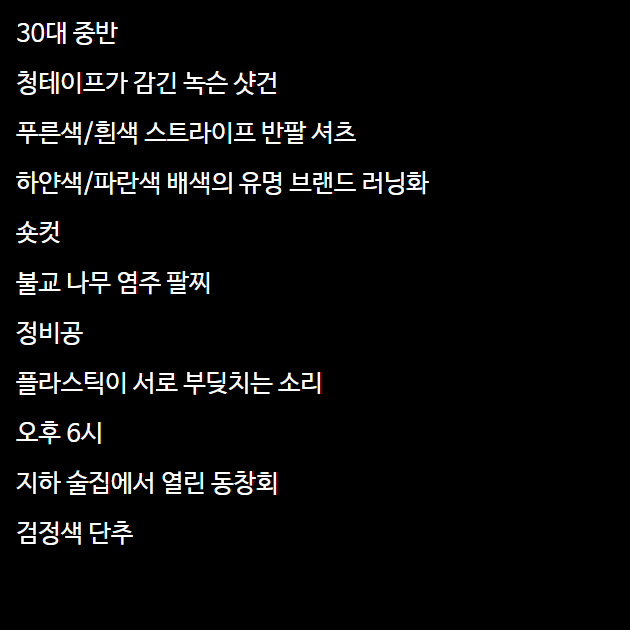 30대 중반
청테이프가 감긴 녹슨 샷건
푸른색/흰색 스트라이프 반팔 셔츠
하얀색/파란색 배색의 유명 브랜드 러닝화
숏컷
불교 나무 염주 팔찌
정비공
플라스틱이 서로 부딪치는 소리
오후 6시
지하 술집에서 열린 동창회
검정색 단추